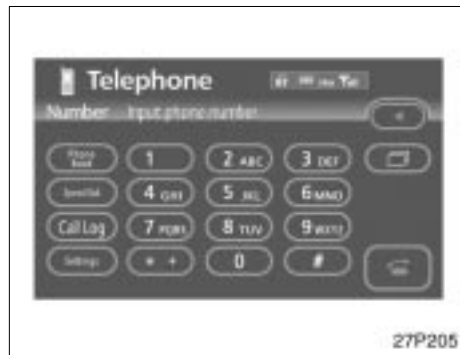 Telephone
Number Input phone number
Phone Book 1 2 ABC 3 DEF
Speed Dial 4 GHI 5 JKL 6 MNO
Call Log 7 PQRS 8 TUV 9 WXYZ
Settings * + 0 #
27P205